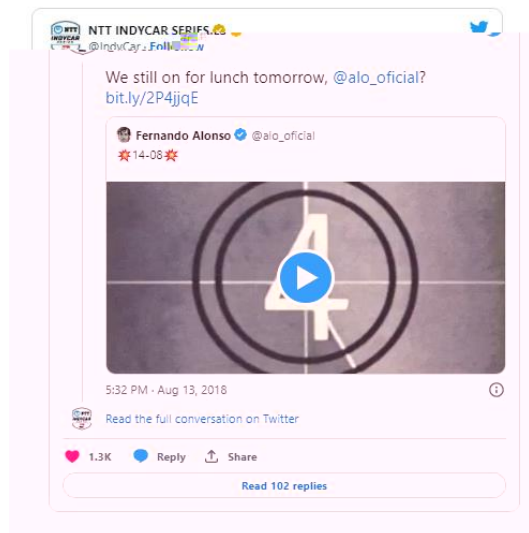 NTT INDYCAR SERIES
@IndyCar · Follow
We still on for lunch tomorrow, @alo_oficial?
bit.ly/2P4jjqE
Fernando Alonso @alo_oficial
💥14-08💥
4
5:32 PM · Aug 13, 2018
Read the full conversation on Twitter
1.3K Reply Share
Read 102 replies